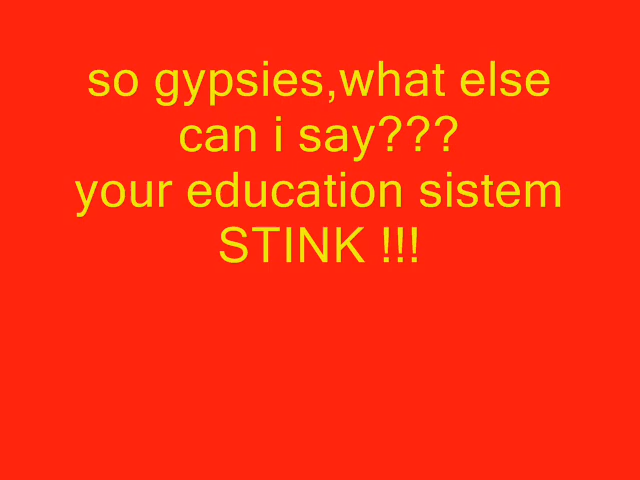 so gypsies,what else
can i say???
your education sistem
STINK !!!